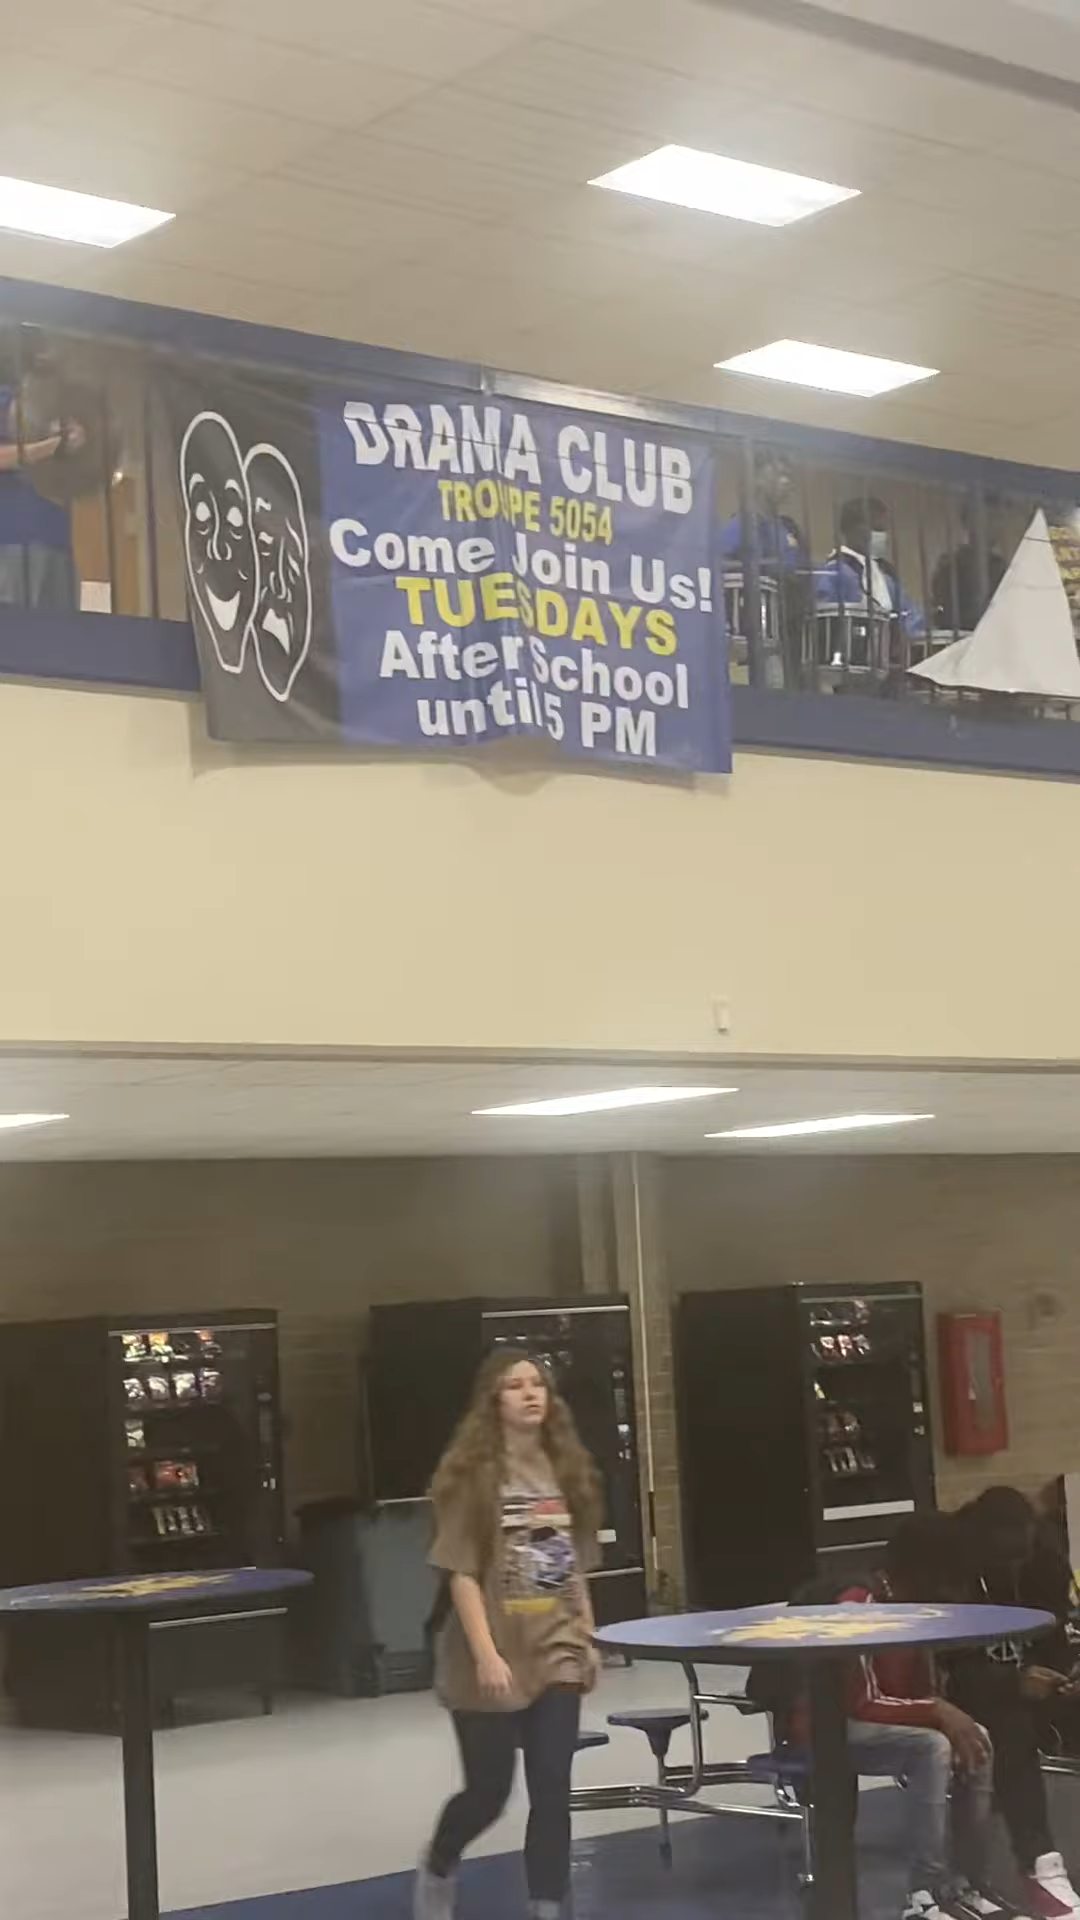 DRAMA CLUB
TROUPE 5054
Come Join Us!
TUESDAYS
After School
until 5 PM